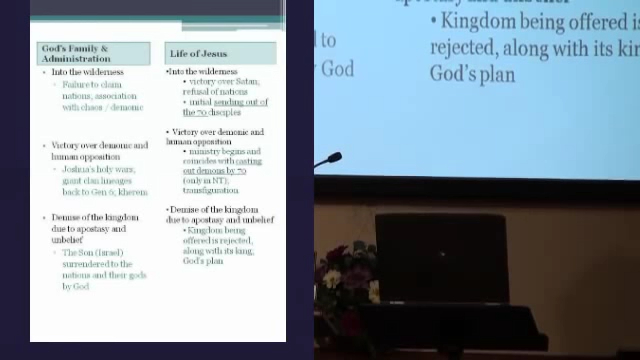 God's Family &
Administration
• Into the wilderness
◦ Failure to claim
nations, association
with chaos / demonic
• Victory over demonic and
human opposition
◦ Joshua's holy wars,
giant clan lineages
back to Gen 6, kherem
• Demise of the kingdom
due to apostasy and
unbelief
◦ The Son (Israel)
surrendered to the
nations and their gods
by God
Life of Jesus
•Into the wilderness
• victory over Satan,
refusal of nations
• initial sending out of
the 70 disciples
• Victory over demonic and
human opposition
• ministry begins and
coincides with casting
out demons by 70
(only in NT),
transfiguration
• Demise of the kingdom
due to apostasy and unbelief
• Kingdom being
offered is rejected,
along with its king,
God's plan
to
God
• Kingdom being offered is
rejected, along with its kin
God's plan